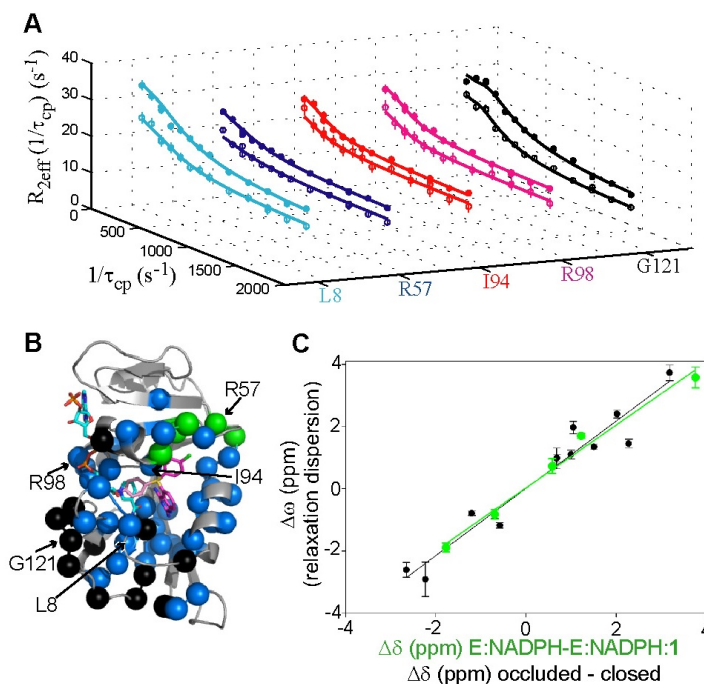 A
R2eff (1/τcp) (s-1)
40
30
20
10
0
0
500
1000
1500
2000
1/τcp (s-1)
L8
R57
I94
R98
G121
B
R57
R98
I94
G121
L8
C
Δω (ppm)
(relaxation dispersion)
4
2
0
-2
-4
-4
-2
0
2
4
Δδ (ppm) E:NADPH-E:NADPH:1
Δδ (ppm) occluded - closed